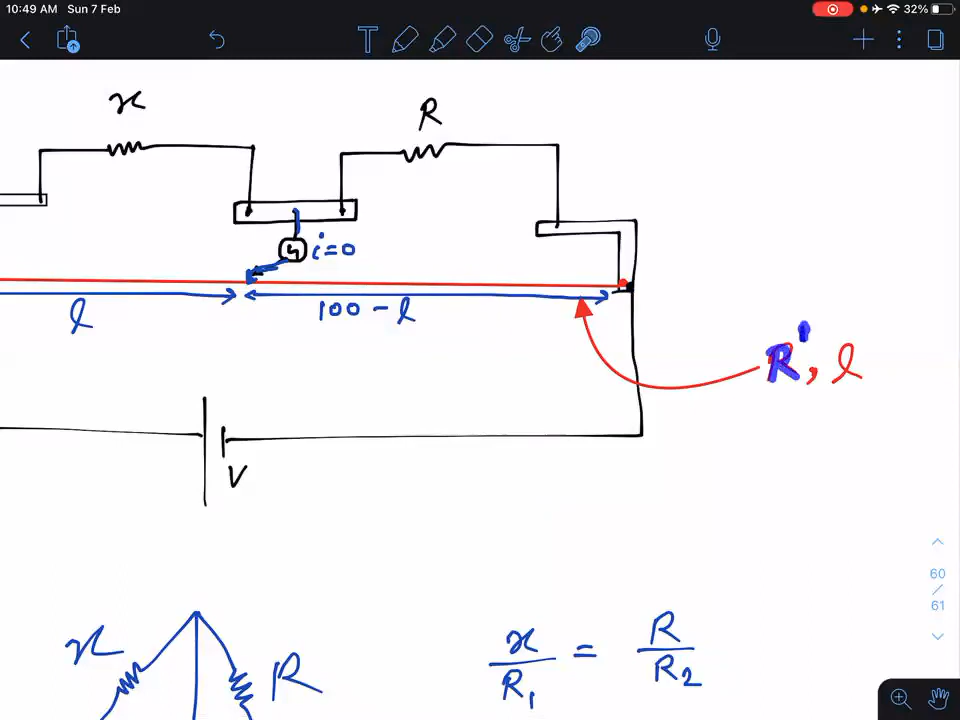 10:49 AM Sun 7 Feb
32%
x
R
G i=0
l
100 - l
R', l
V
60
/
61
x
R
x/R₁ = R/R₂